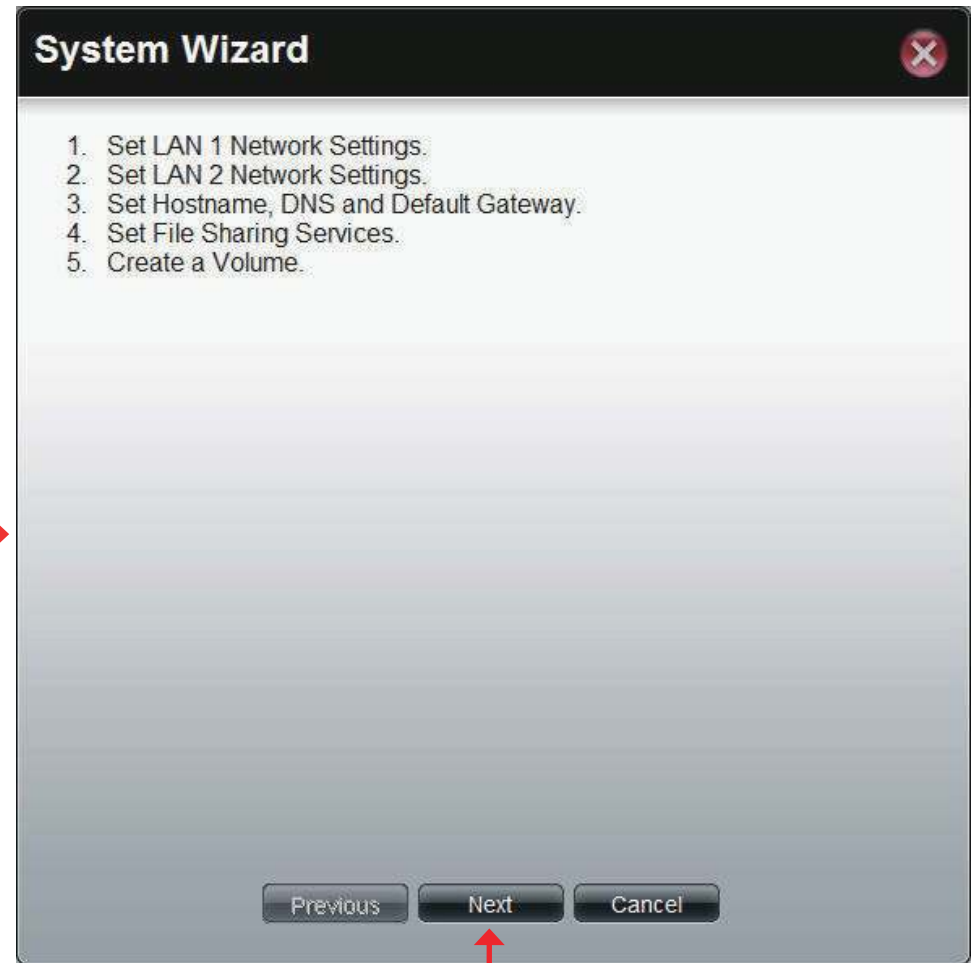 System Wizard
1. Set LAN 1 Network Settings.
2. Set LAN 2 Network Settings.
3. Set Hostname, DNS and Default Gateway.
4. Set File Sharing Services.
5. Create a Volume.
Previous Next Cancel